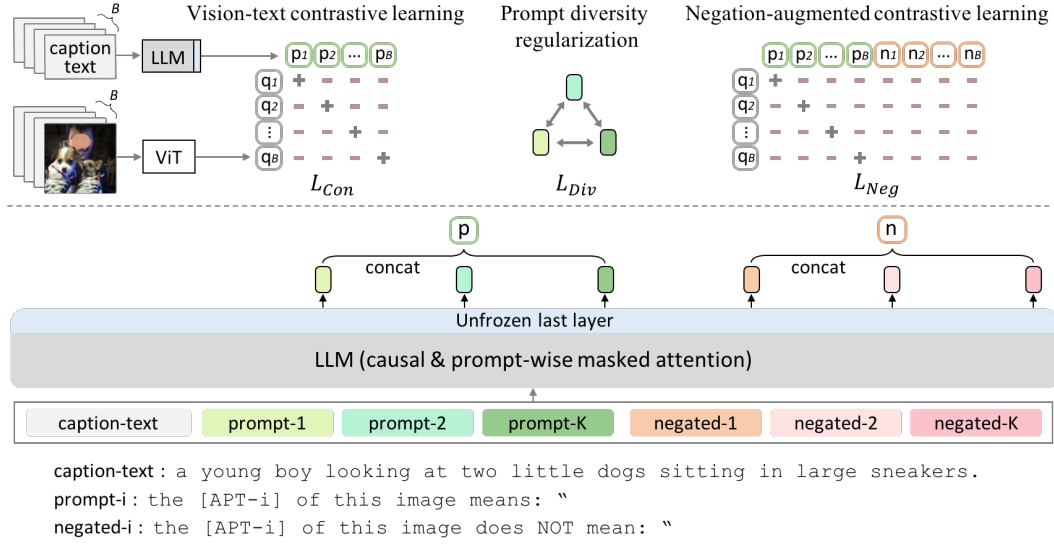 B
caption
text
LLM
B
ViT
Vision-text contrastive learning
p1 p2 ... pB
q1
q2
⋮
qB
L_Con
Prompt diversity
regularization
L_Div
Negation-augmented contrastive learning
p1 p2 ... pB n1 n2 ... nB
q1
q2
⋮
qB
L_Neg
p
concat
n
concat
Unfrozen last layer
LLM (causal & prompt-wise masked attention)
caption-text prompt-1 prompt-2 prompt-K negated-1 negated-2 negated-K
caption-text : a young boy looking at two little dogs sitting in large sneakers.
prompt-i : the [APT-i] of this image means: “
negated-i : the [APT-i] of this image does NOT mean: “